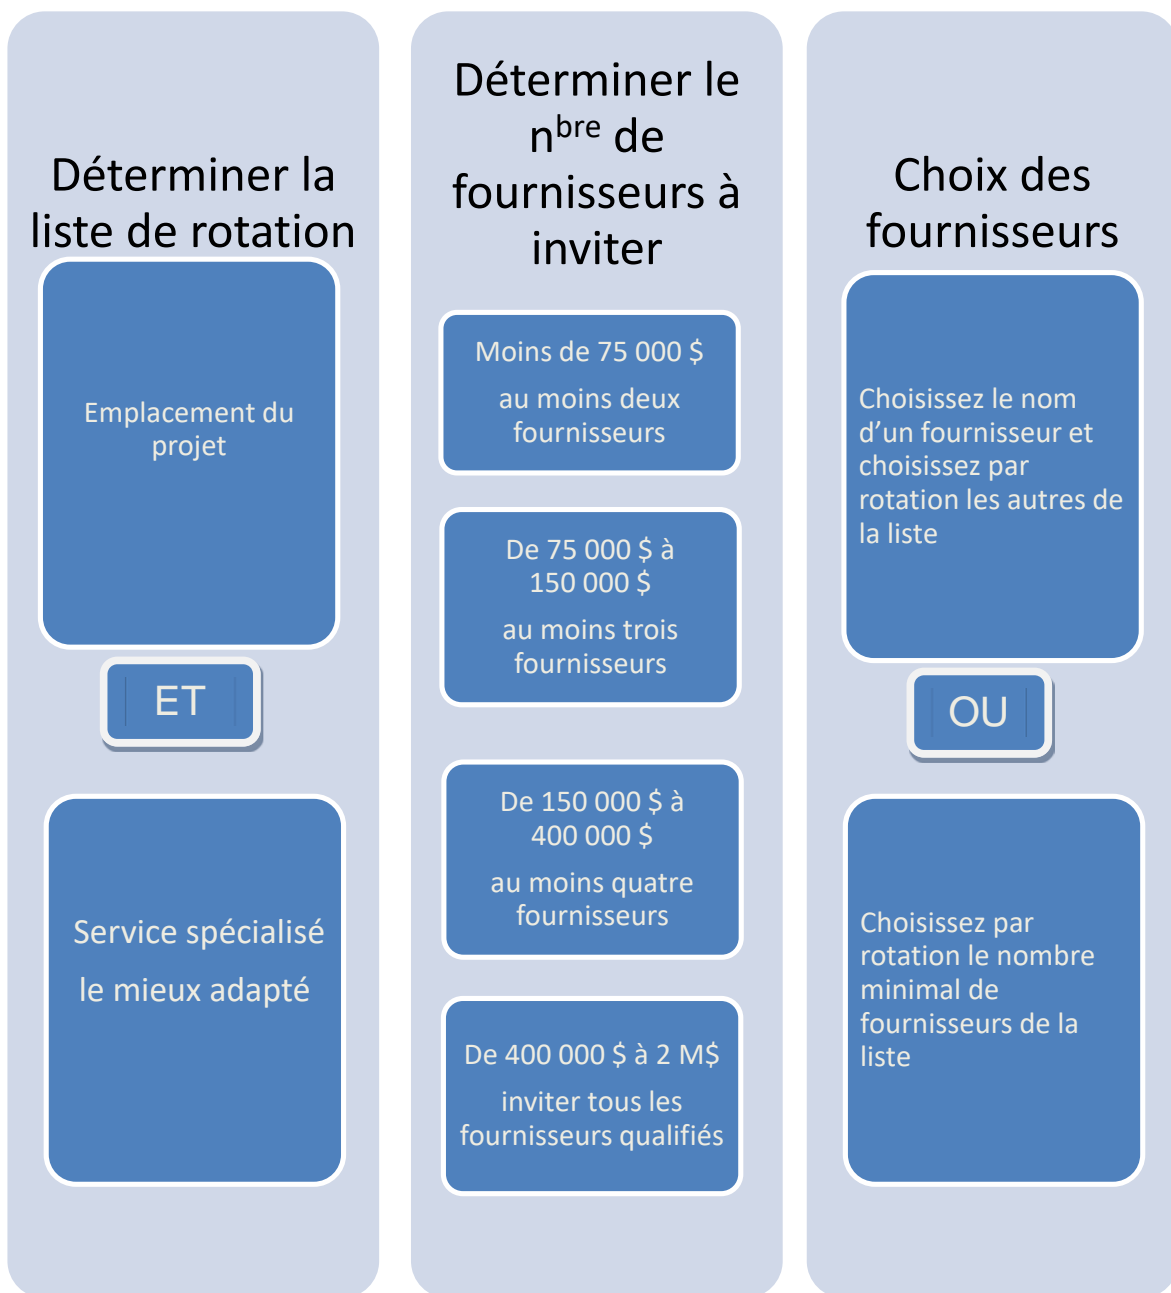 Déterminer la
liste de rotation
Emplacement du
projet
ET
Service spécialisé
le mieux adapté
Déterminer le
nbre de
fournisseurs à
inviter
Moins de 75 000 $
au moins deux
fournisseurs
De 75 000 $ à
150 000 $
au moins trois
fournisseurs
De 150 000 $ à
400 000 $
au moins quatre
fournisseurs
De 400 000 $ à 2 M$
inviter tous les
fournisseurs qualifiés
Choix des
fournisseurs
Choisissez le nom
d’un fournisseur et
choisissez par
rotation les autres de
la liste
OU
Choisissez par
rotation le nombre
minimal de
fournisseurs de la
liste